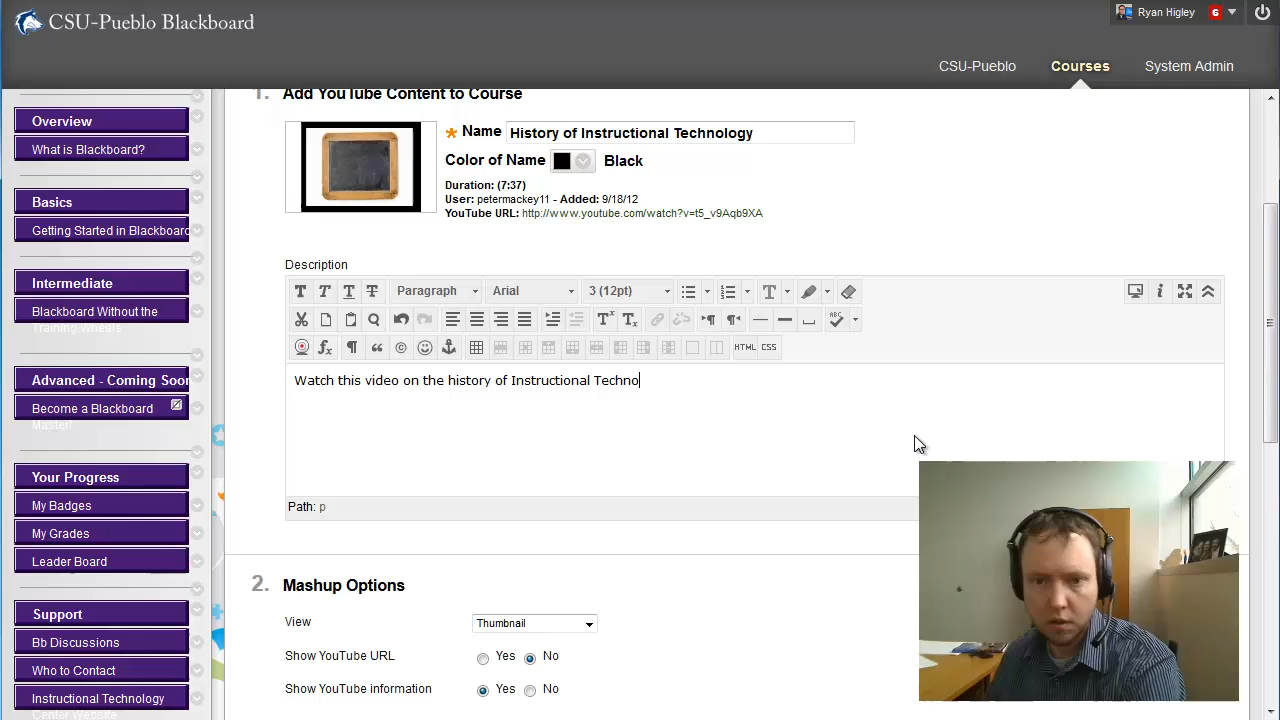 CSU-Pueblo Blackboard
Ryan Higley 6
CSU-Pueblo Courses System Admin
Overview
What is Blackboard?
Basics
Getting Started in Blackboard
Intermediate
Blackboard Without the
Training Wheels
Advanced - Coming Soon
Become a Blackboard
Master!
Your Progress
My Badges
My Grades
Leader Board
Support
Bb Discussions
Who to Contact
Instructional Technology
Center Website
1. Add YouTube Content to Course
* Name History of Instructional Technology
Color of Name Black
Duration: (7:37)
User: petermackey11 - Added: 9/18/12
YouTube URL: http://www.youtube.com/watch?v=t5_v9Aqb9XA
Description
T T T T Paragraph Arial 3 (12pt) T
ABC
HTML CSS
Watch this video on the history of Instructional Techno
Path: p
2. Mashup Options
View Thumbnail
Show YouTube URL Yes No
Show YouTube information Yes No